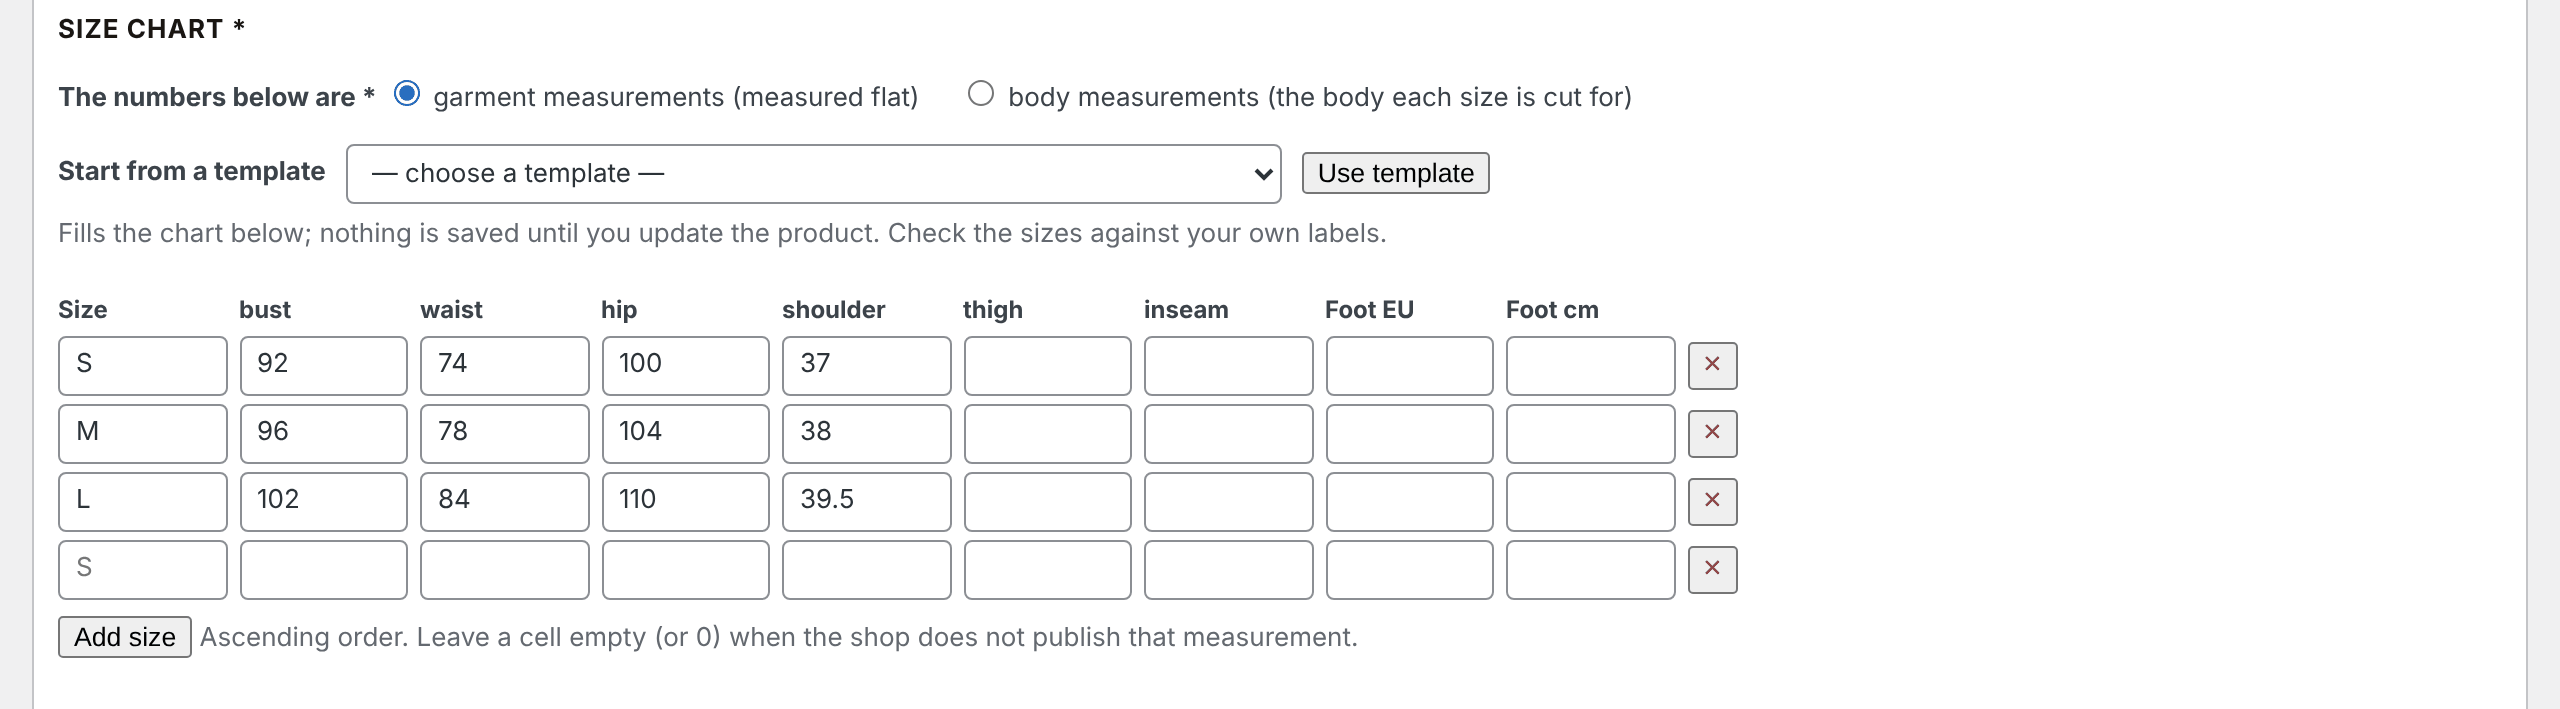 SIZE CHART *
The numbers below are * garment measurements (measured flat) body measurements (the body each size is cut for)
Start from a template — choose a template — Use template
Fills the chart below; nothing is saved until you update the product. Check the sizes against your own labels.
Size bust waist hip shoulder thigh inseam Foot EU Foot cm
S 92 74 100 37 ×
M 96 78 104 38 ×
L 102 84 110 39.5 ×
S ×
Add size Ascending order. Leave a cell empty (or 0) when the shop does not publish that measurement.